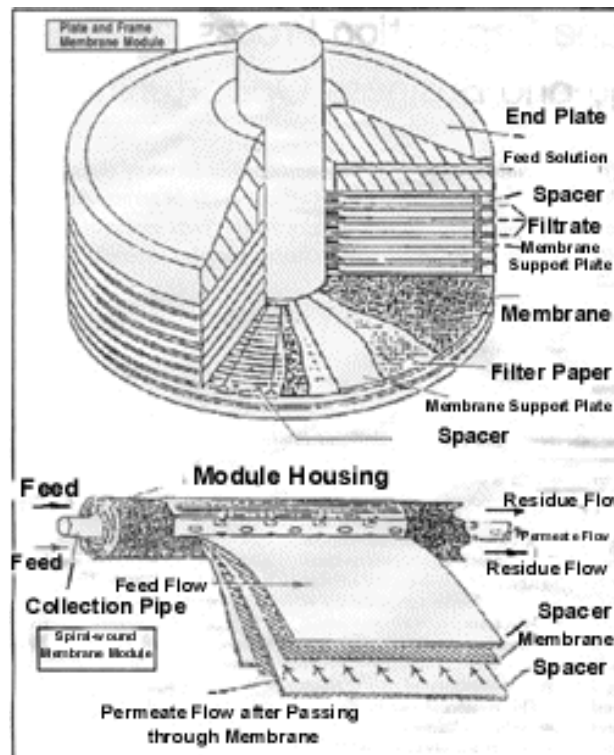 Plate and Frame
Membrane Module
End Plate
Feed Solution
Spacer
Filtrate
Membrane
Support Plate
Membrane
Filter Paper
Membrane Support Plate
Spacer
Module Housing
Feed
Feed
Residue Flow
Permeate Flow
Residue Flow
Feed Flow
Collection Pipe
Spiral-wound
Membrane Module
Spacer
Membrane
Spacer
Permeate Flow after Passing
through Membrane